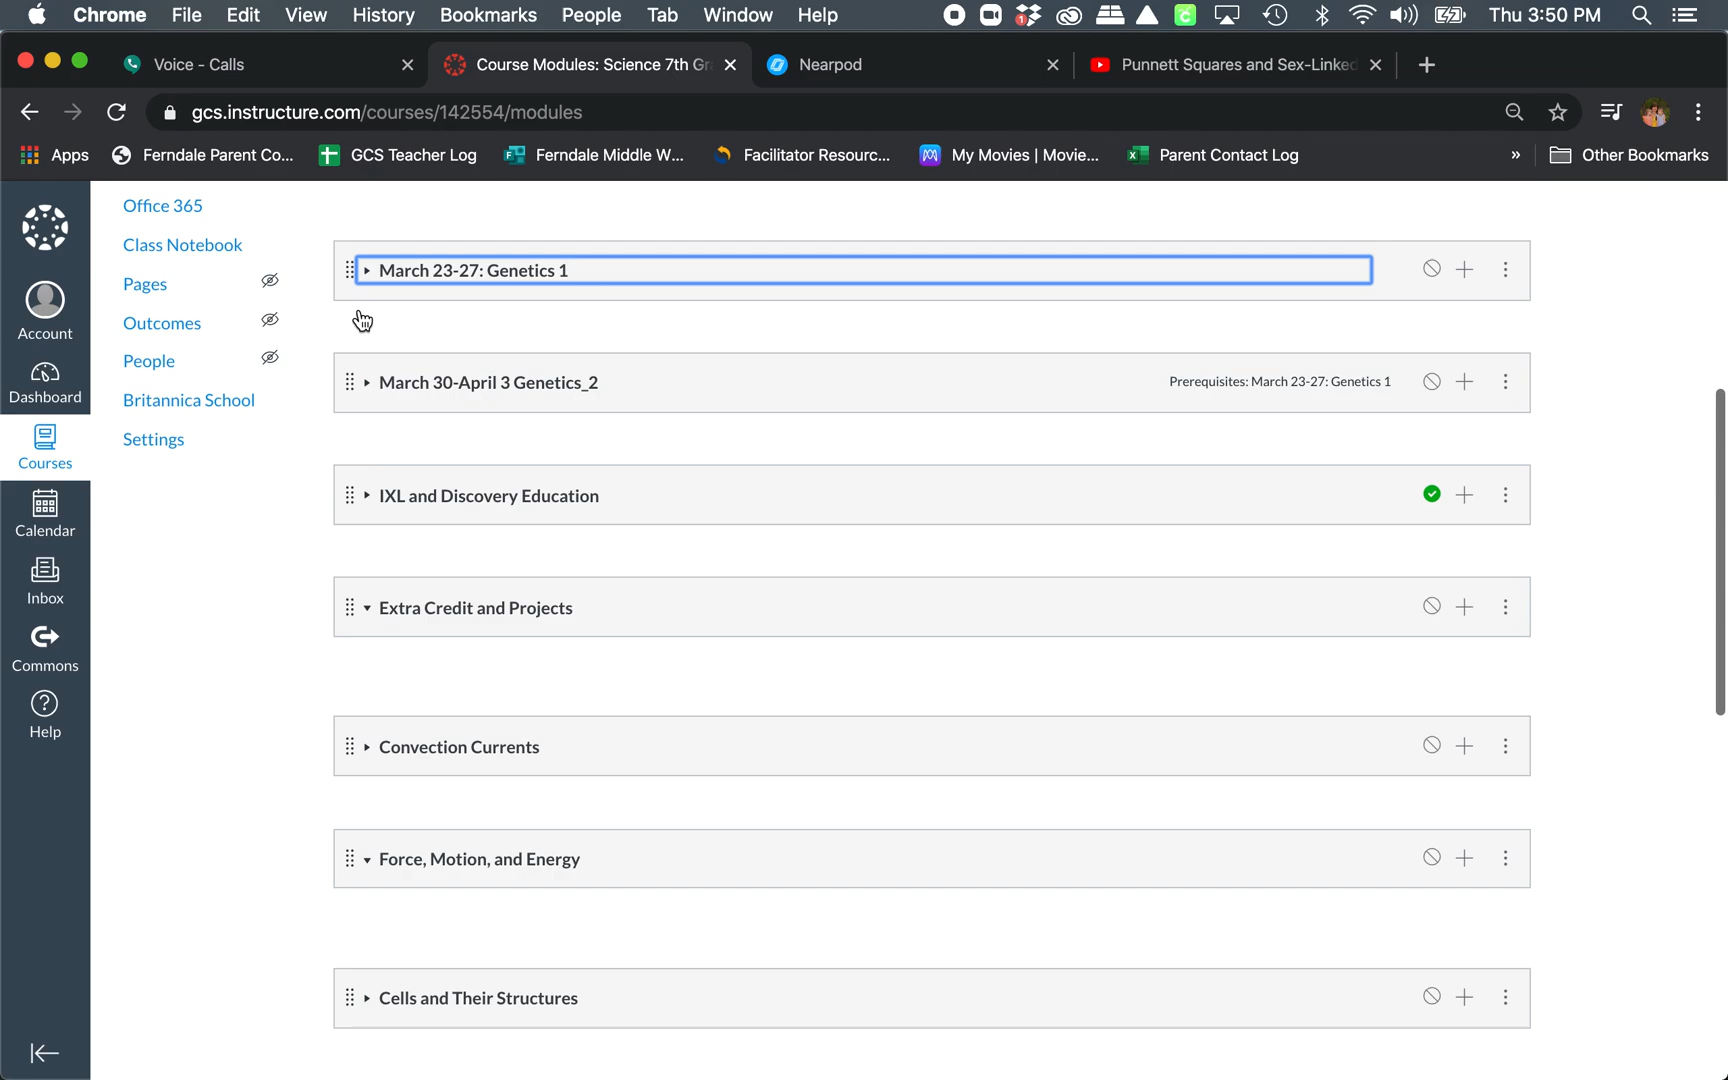 Chrome File Edit View History Bookmarks People Tab Window Help 1 Thu 3:50 PM
Voice - Calls Course Modules: Science 7th Gr Nearpod Punnett Squares and Sex-Linked
gcs.instructure.com/courses/142554/modules
Apps Ferndale Parent Co... GCS Teacher Log Ferndale Middle W... Facilitator Resourc... My Movies | Movie... Parent Contact Log » Other Bookmarks
Office 365
Class Notebook
Pages
Outcomes
People
Britannica School
Settings
Account
Dashboard
Courses
Calendar
Inbox
Commons
Help
March 23-27: Genetics 1
March 30-April 3 Genetics_2 Prerequisites: March 23-27: Genetics 1
IXL and Discovery Education
Extra Credit and Projects
Convection Currents
Force, Motion, and Energy
Cells and Their Structures